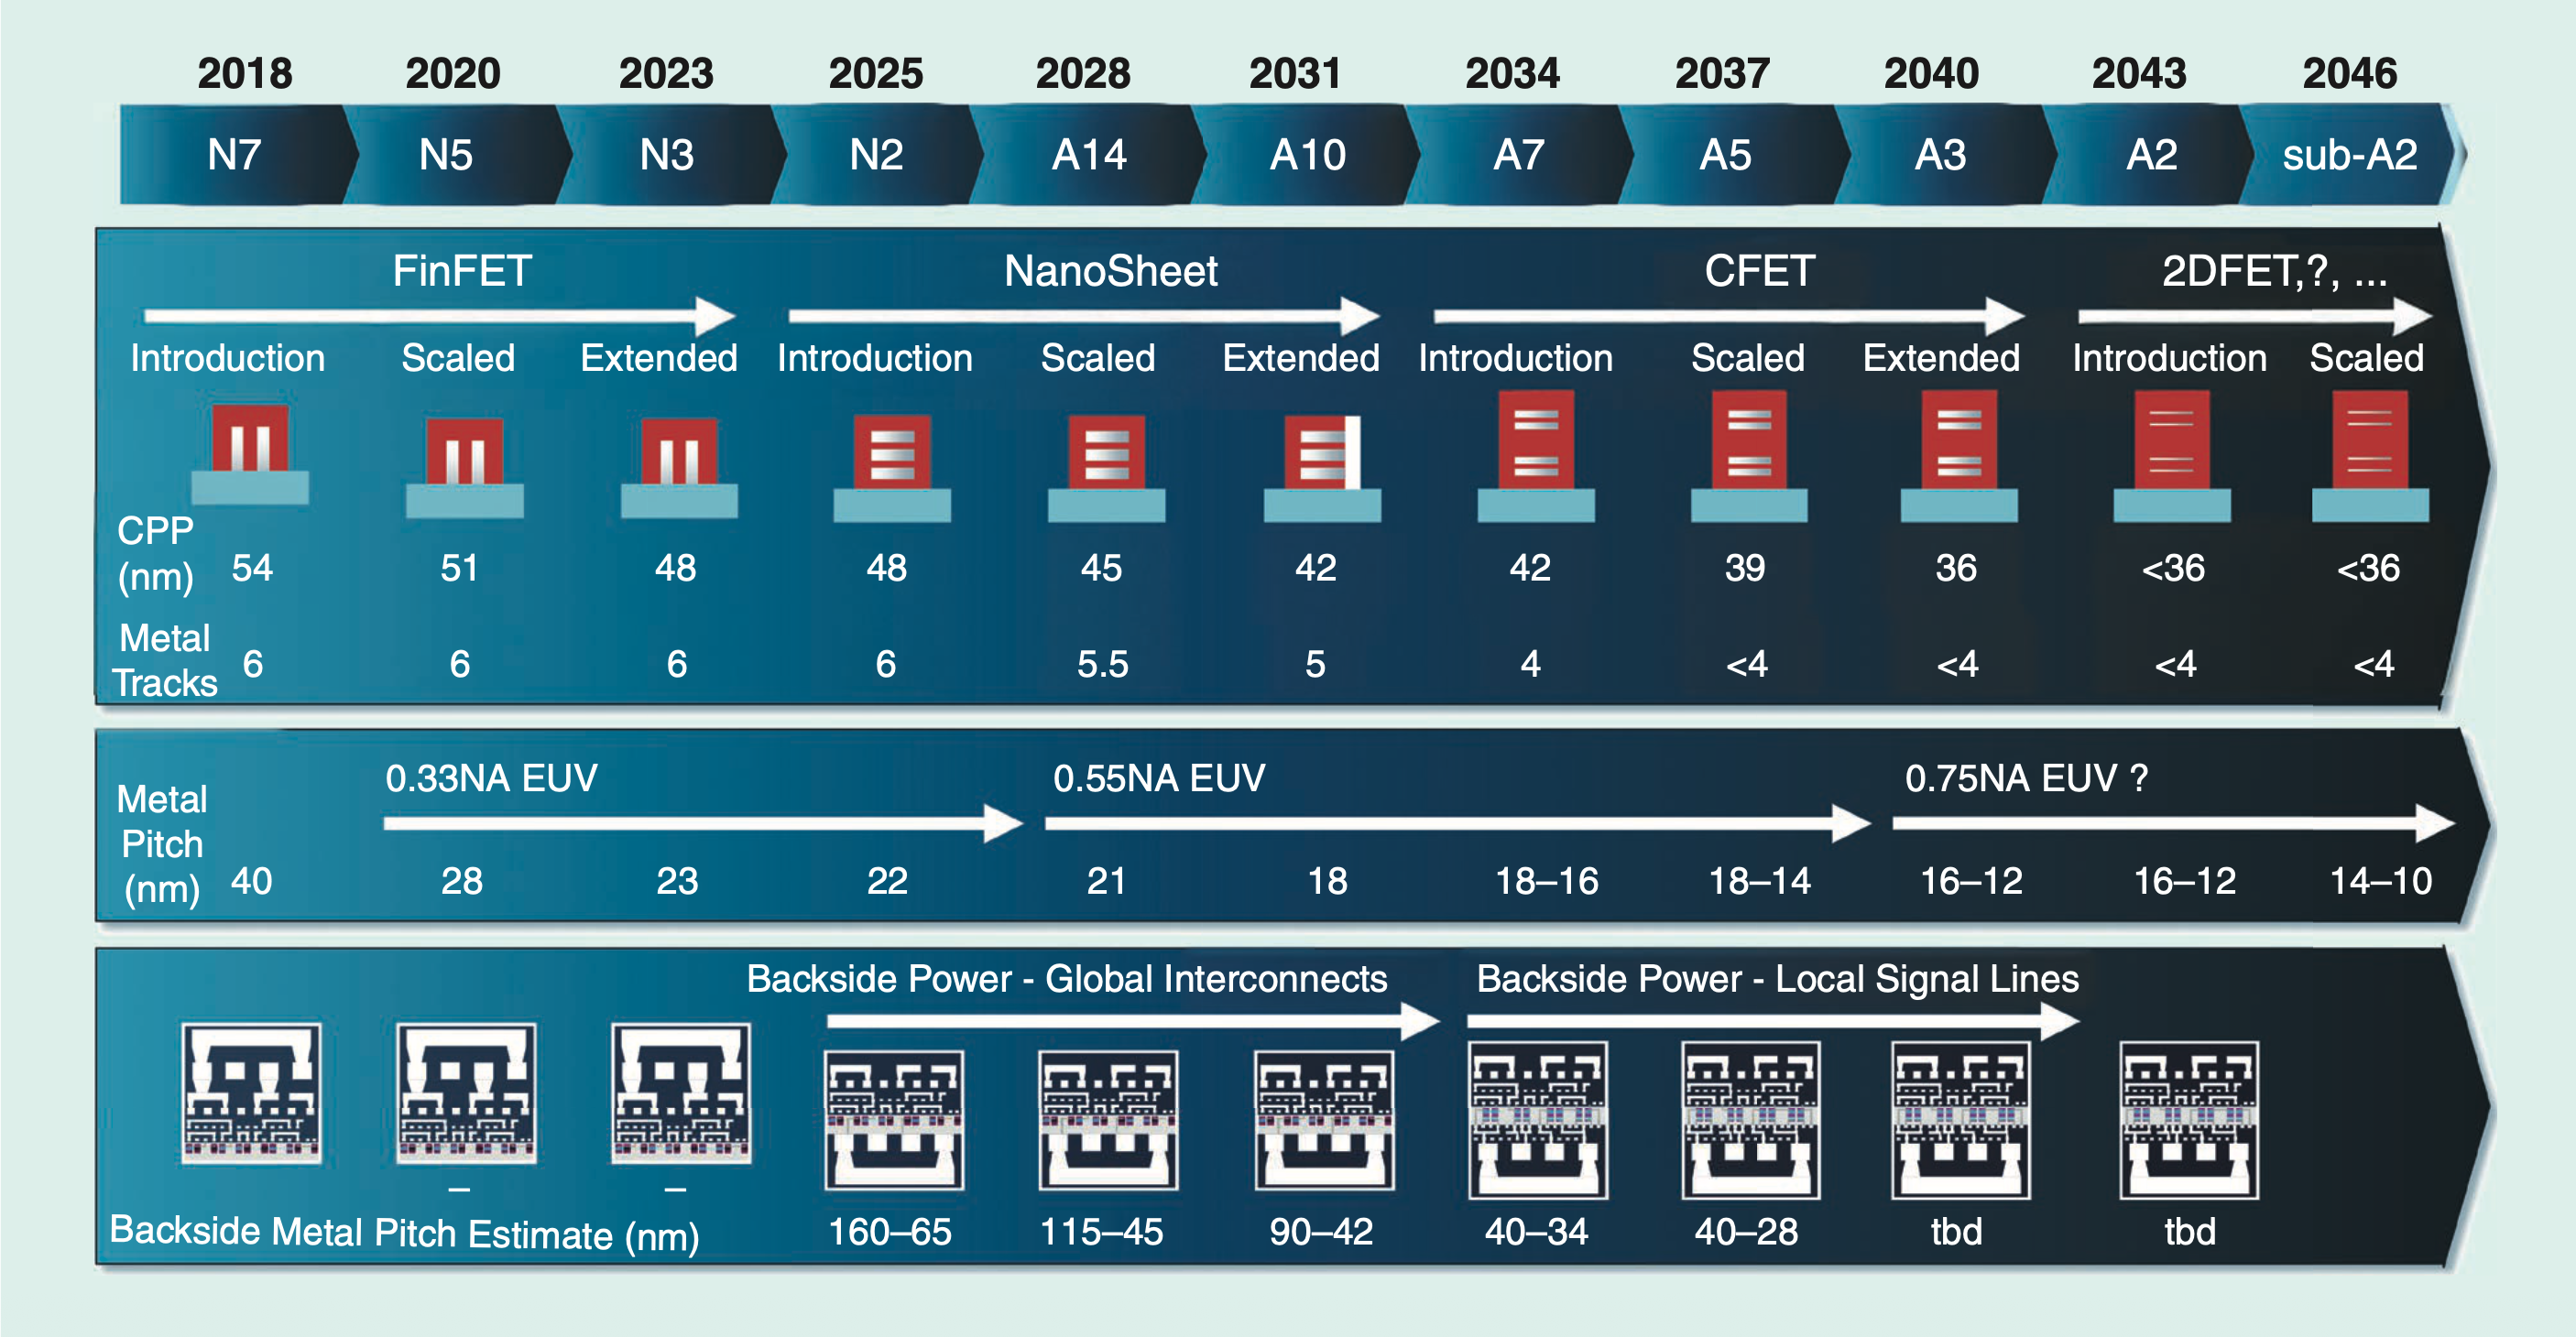 2018 2020 2023 2025 2028 2031 2034 2037 2040 2043 2046
N7 N5 N3 N2 A14 A10 A7 A5 A3 A2 sub-A2
FinFET NanoSheet CFET 2DFET,?, ...
Introduction Scaled Extended Introduction Scaled Extended Introduction Scaled Extended Introduction Scaled
CPP
(nm) 54 51 48 48 45 42 42 39 36 <36 <36
Metal
Tracks 6 6 6 6 5.5 5 4 <4 <4 <4 <4
0.33NA EUV 0.55NA EUV 0.75NA EUV ?
Metal
Pitch
(nm) 40 28 23 22 21 18 18–16 18–14 16–12 16–12 14–10
Backside Power - Global Interconnects Backside Power - Local Signal Lines
– –
Backside Metal Pitch Estimate (nm) 160–65 115–45 90–42 40–34 40–28 tbd tbd